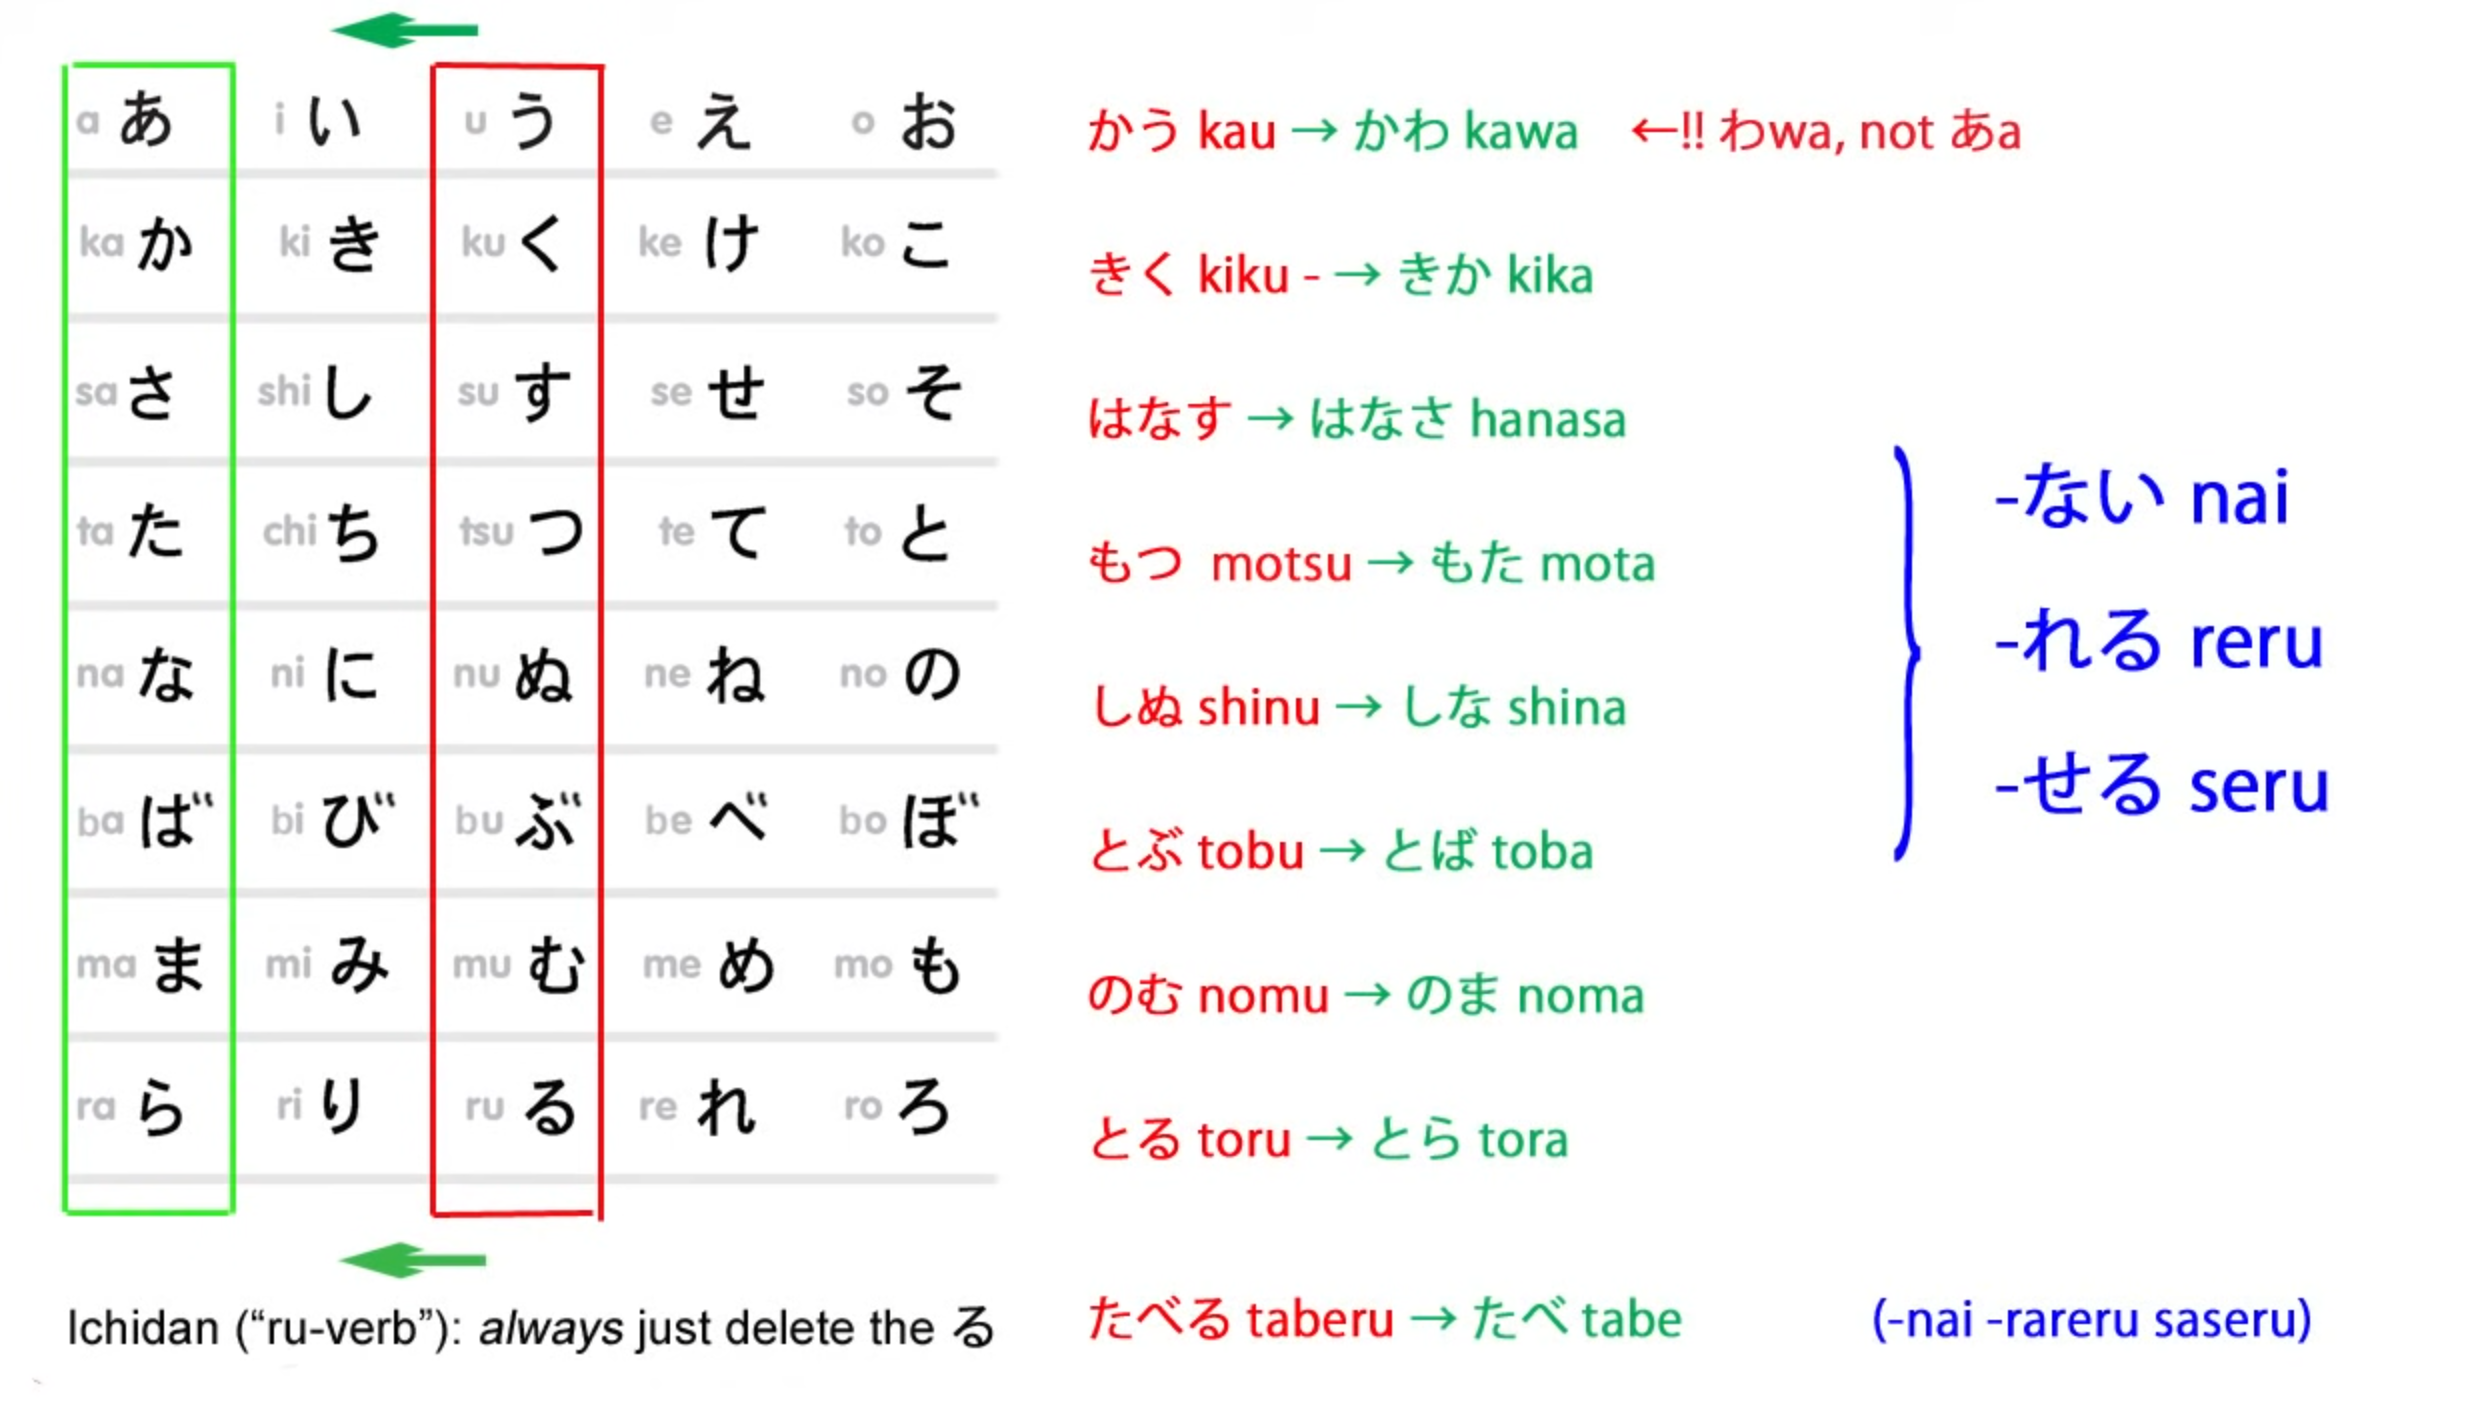 a あ i い u う e え o お
かう kau → かわ kawa ←!! わwa, not あa
ka か ki き ku く ke け ko こ
きく kiku - → きか kika
sa さ shi し su す se せ so そ
はなす → はなさ hanasa
ta た chi ち tsu つ te て to と
もつ motsu → もた mota
na な ni に nu ぬ ne ね no の
しぬ shinu → しな shina
ba ば bi び bu ぶ be べ bo ぼ
とぶ tobu → とば toba
ma ま mi み mu む me め mo も
のむ nomu → のま noma
ra ら ri り ru る re れ ro ろ
とる toru → とら tora
-ない nai
-れる reru
-せる seru
Ichidan (“ru-verb”): always just delete the る
たべる taberu → たべ tabe (-nai -rareru saseru)